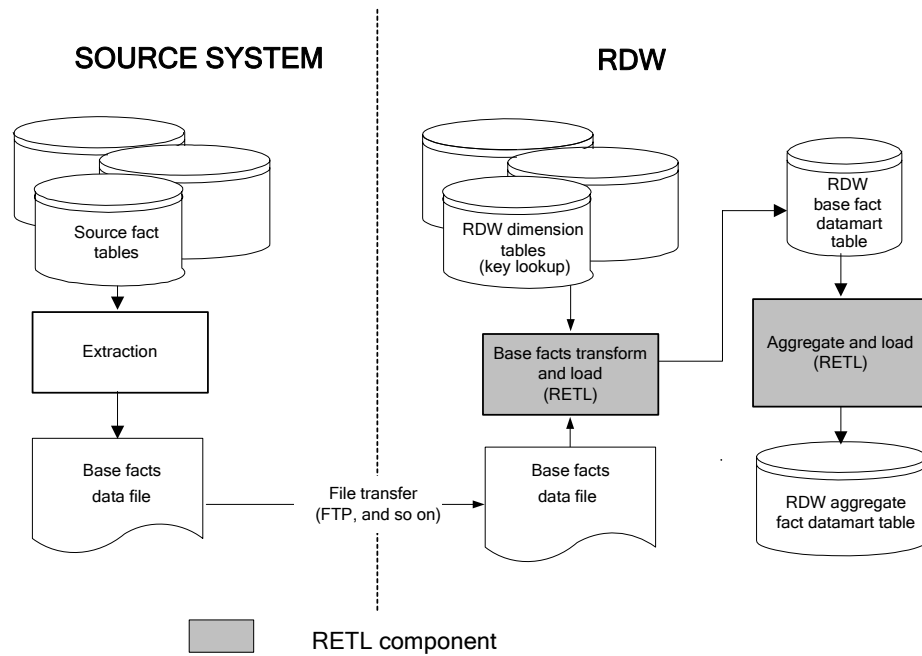 SOURCE SYSTEM
RDW
Source fact
tables
Extraction
Base facts
data file
File transfer
(FTP, and so on)
RDW dimension
tables
(key lookup)
Base facts transform
and load
(RETL)
Base facts
data file
RDW
base fact
datamart
table
Aggregate and load
(RETL)
RDW aggregate
fact datamart table
RETL component